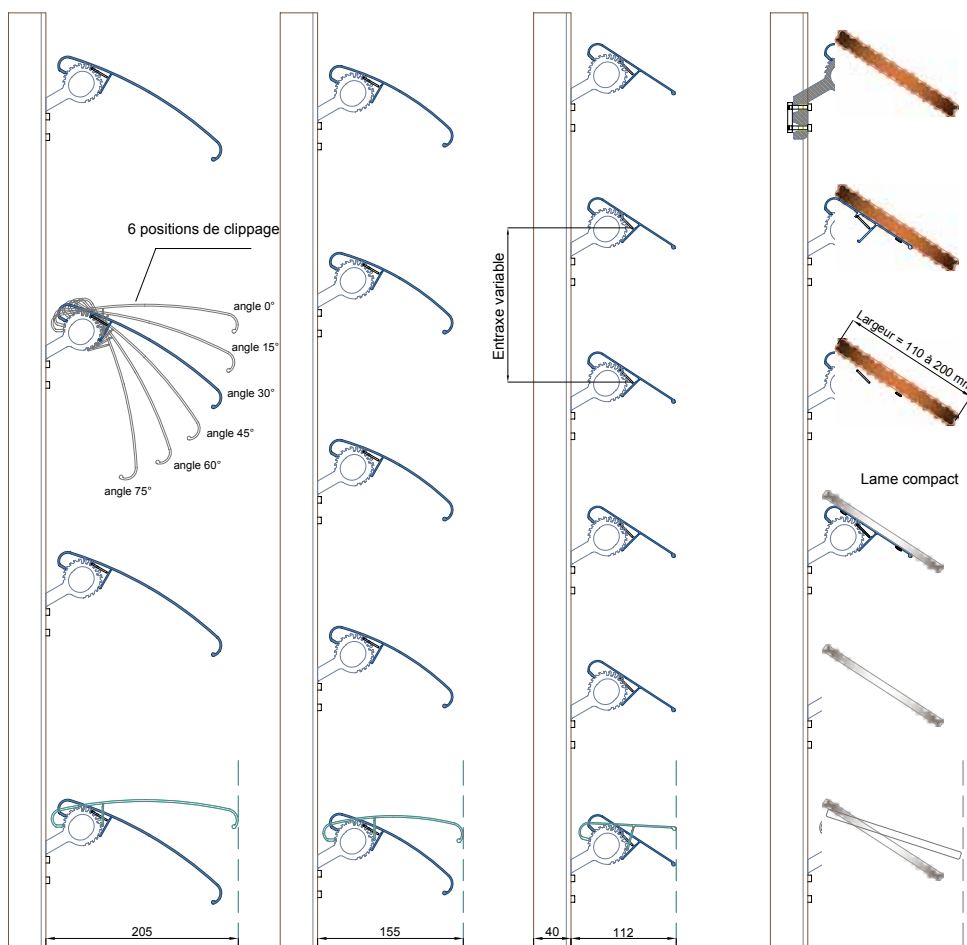 6 positions de clippage
angle 0°
angle 15°
angle 30°
angle 45°
angle 60°
angle 75°
Entraxe variable
Largeur = 110 à 200 mm
Lame compact
205
155
40
112